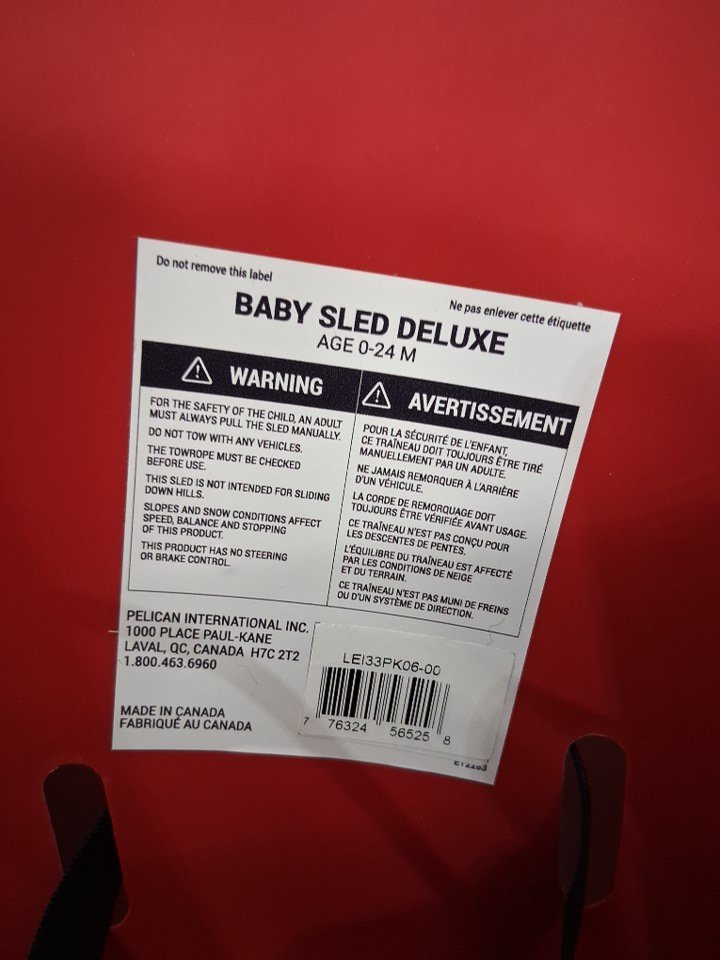 Do not remove this label
Ne pas enlever cette étiquette
BABY SLED DELUXE
AGE 0-24 M
WARNING
FOR THE SAFETY OF THE CHILD, AN ADULT
MUST ALWAYS PULL THE SLED MANUALLY.
DO NOT TOW WITH ANY VEHICLES.
THE TOWROPE MUST BE CHECKED
BEFORE USE.
THIS SLED IS NOT INTENDED FOR SLIDING
DOWN HILLS.
SLOPES AND SNOW CONDITIONS AFFECT
SPEED, BALANCE AND STOPPING
OF THIS PRODUCT.
THIS PRODUCT HAS NO STEERING
OR BRAKE CONTROL.
AVERTISSEMENT
POUR LA SÉCURITÉ DE L'ENFANT,
CE TRAÎNEAU DOIT TOUJOURS ÊTRE TIRÉ
MANUELLEMENT PAR UN ADULTE.
NE JAMAIS REMORQUER À L'ARRIÈRE
D'UN VÉHICULE.
LA CORDE DE REMORQUAGE DOIT
TOUJOURS ÊTRE VÉRIFIÉE AVANT USAGE.
CE TRAÎNEAU N'EST PAS CONÇU POUR
LES DESCENTES DE PENTES.
L'ÉQUILIBRE DU TRAÎNEAU EST AFFECTÉ
PAR LES CONDITIONS DE NEIGE
ET DU TERRAIN.
CE TRAÎNEAU N'EST PAS MUNI DE FREINS
OU D'UN SYSTÈME DE DIRECTION.
PELICAN INTERNATIONAL INC.
1000 PLACE PAUL-KANE
LAVAL, QC, CANADA H7C 2T2
1.800.463.6960
MADE IN CANADA
FABRIQUÉ AU CANADA
LEI33PK06-00
7 76324 56525 8